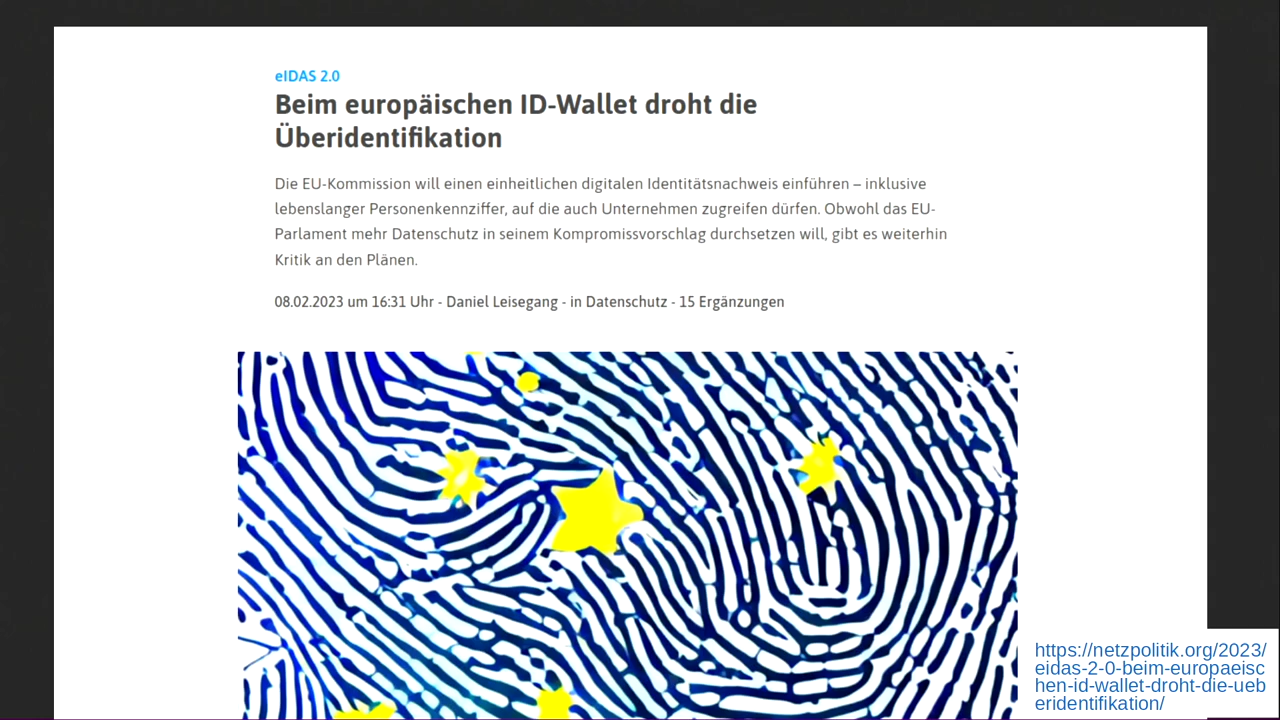 eIDAS 2.0
Beim europäischen ID-Wallet droht die
Überidentifikation
Die EU-Kommission will einen einheitlichen digitalen Identitätsnachweis einführen – inklusive
lebenslanger Personenkennziffer, auf die auch Unternehmen zugreifen dürfen. Obwohl das EU-
Parlament mehr Datenschutz in seinem Kompromissvorschlag durchsetzen will, gibt es weiterhin
Kritik an den Plänen.
08.02.2023 um 16:31 Uhr - Daniel Leisegang - in Datenschutz - 15 Ergänzungen
https://netzpolitik.org/2023/
eidas-2-0-beim-europaeisc
hen-id-wallet-droht-die-ueb
eridentifikation/